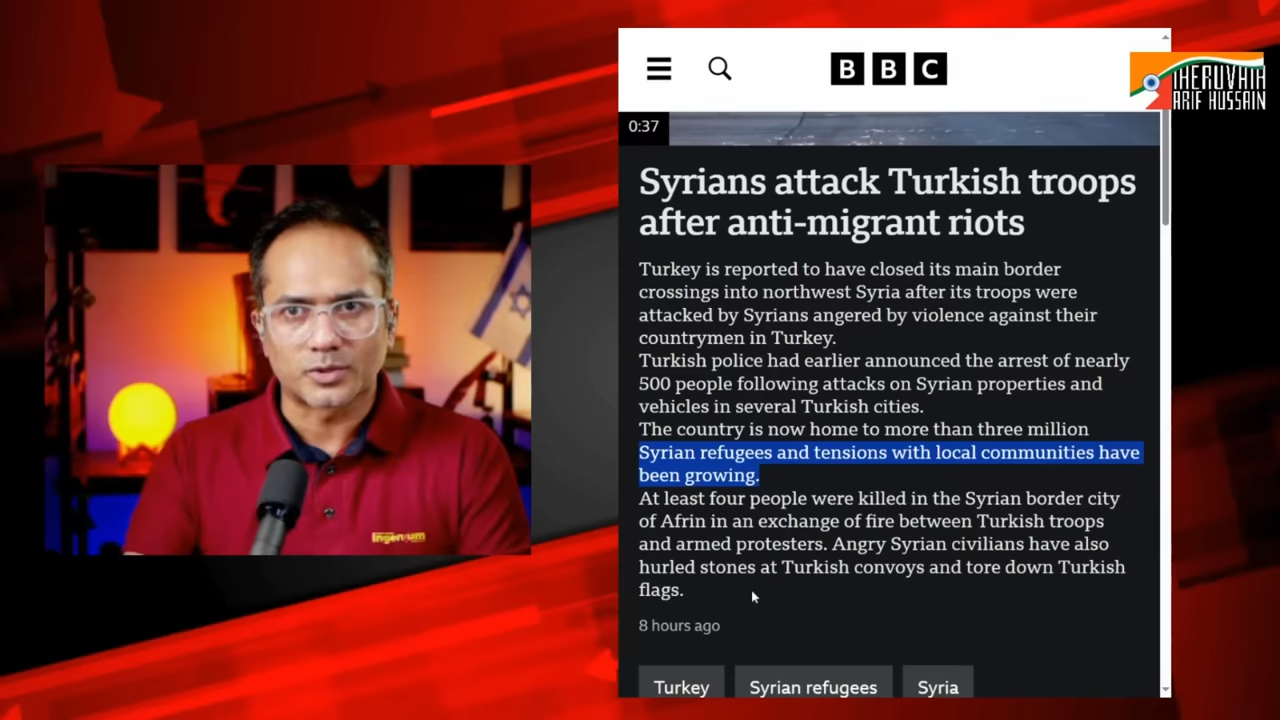 BBC
THERUVATH
ARIF HUSSAIN
0:37
Syrians attack Turkish troops
after anti-migrant riots
Turkey is reported to have closed its main border
crossings into northwest Syria after its troops were
attacked by Syrians angered by violence against their
countrymen in Turkey.
Turkish police had earlier announced the arrest of nearly
500 people following attacks on Syrian properties and
vehicles in several Turkish cities.
The country is now home to more than three million
Syrian refugees and tensions with local communities have
been growing.
At least four people were killed in the Syrian border city
of Afrin in an exchange of fire between Turkish troops
and armed protesters. Angry Syrian civilians have also
hurled stones at Turkish convoys and tore down Turkish
flags.
8 hours ago
Turkey Syrian refugees Syria
Ingenium